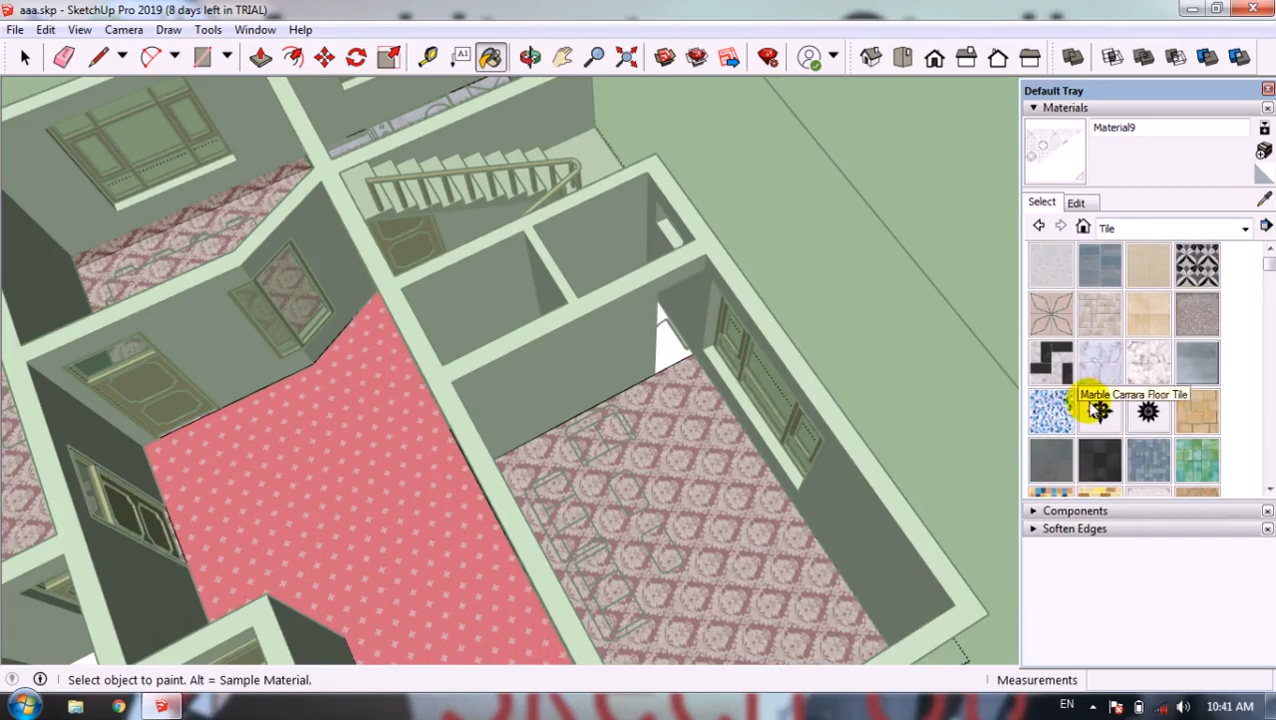 aaa.skp - SketchUp Pro 2019 (8 days left in TRIAL)
File Edit View Camera Draw Tools Window Help
A1
Default Tray
Materials
Material9
Select Edit
Tile
Marble Carrara Floor Tile
Components
Soften Edges
Select object to paint. Alt = Sample Material.
Measurements
EN
10:41 AM